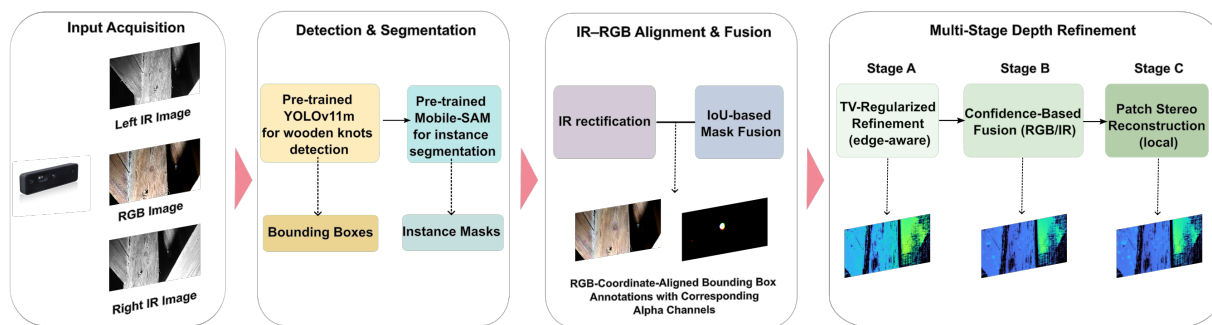 Input Acquisition
Left IR Image
RGB Image
Right IR Image
Detection & Segmentation
Pre-trained
YOLOv11m
for wooden knots
detection
Pre-trained
Mobile-SAM
for instance
segmentation
Bounding Boxes
Instance Masks
IR–RGB Alignment & Fusion
IR rectification
IoU-based
Mask Fusion
RGB-Coordinate-Aligned Bounding Box
Annotations with Corresponding
Alpha Channels
Multi-Stage Depth Refinement
Stage A
TV-Regularized
Refinement
(edge-aware)
Stage B
Confidence-Based
Fusion (RGB/IR)
Stage C
Patch Stereo
Reconstruction
(local)